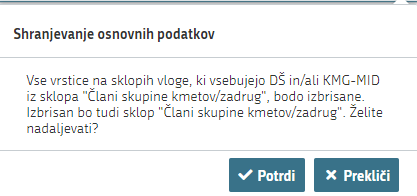 Shranjevanje osnovnih podatkov
Vse vrstice na sklopih vloge, ki vsebujejo DŠ in/ali KMG-MID
iz sklopa "Člani skupine kmetov/zadrug", bodo izbrisane.
Izbrisan bo tudi sklop "Člani skupine kmetov/zadrug". Želite
nadaljevati?
Potrdi
Prekliči